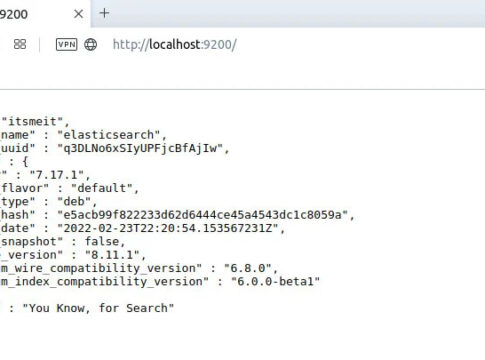 9200
VPN http://localhost:9200/
"itsmeit",
name" : "elasticsearch",
uuid" : "q3DLNo6xSIyUPFjcBfAjIw",
" : {
" : "7.17.1",
flavor" : "default",
type" : "deb",
hash" : "e5acb99f822233d62d6444ce45a4543dc1c8059a",
date" : "2022-02-23T22:20:54.153567231Z",
snapshot" : false,
_version" : "8.11.1",
m_wire_compatibility_version" : "6.8.0",
m_index_compatibility_version" : "6.0.0-beta1"
: "You Know, for Search"